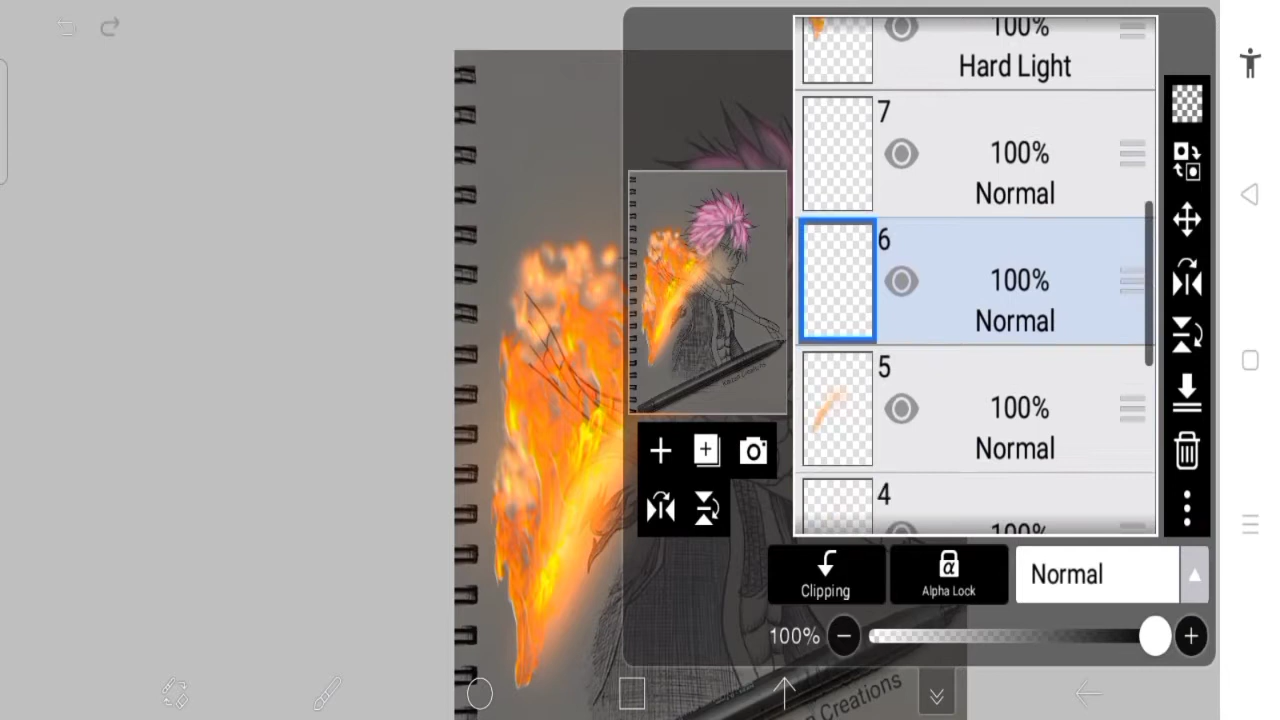 100%
Hard Light
7
100%
Normal
6
100%
Normal
5
100%
Normal
4
100%
Clipping
α
Alpha Lock
Normal
100%
Creations